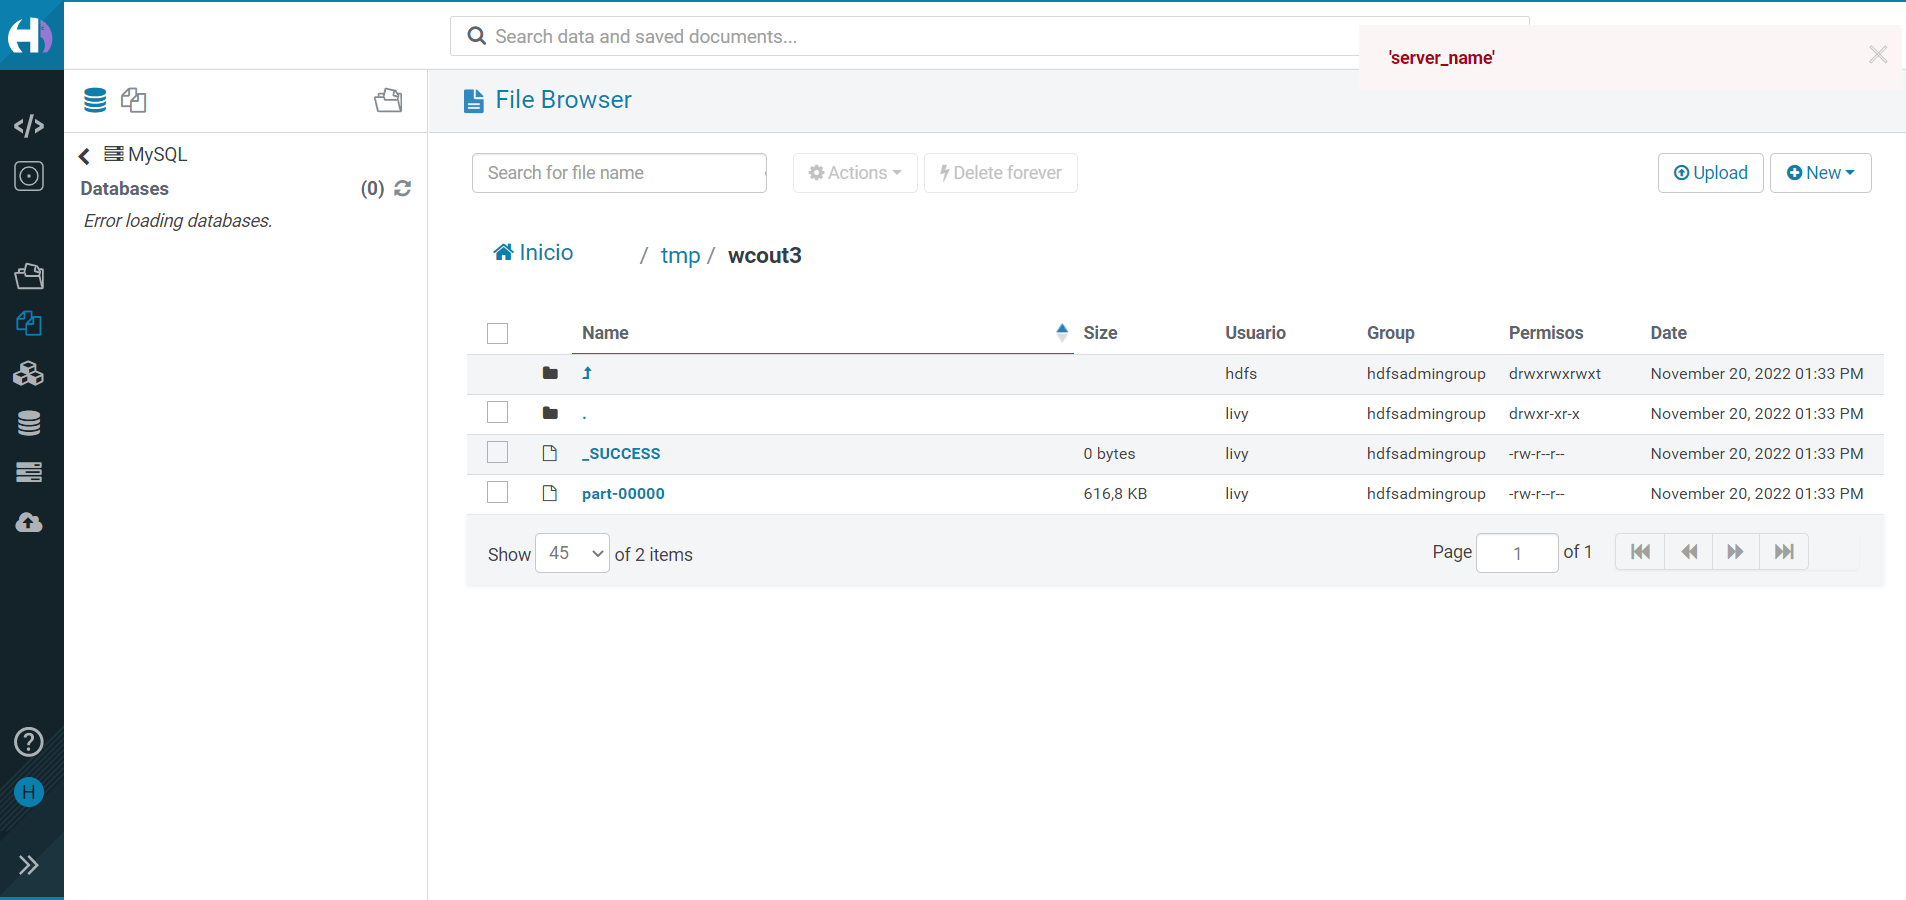 Search data and saved documents...
'server_name'
File Browser
MySQL
Databases (0)
Error loading databases.
Search for file name
Actions
Delete forever
Upload
New
Inicio / tmp / wcout3
Name Size Usuario Group Permisos Date
hdfs hdfsadmingroup drwxrwxrwxt November 20, 2022 01:33 PM
. livy hdfsadmingroup drwxr-xr-x November 20, 2022 01:33 PM
_SUCCESS 0 bytes livy hdfsadmingroup -rw-r--r-- November 20, 2022 01:33 PM
part-00000 616,8 KB livy hdfsadmingroup -rw-r--r-- November 20, 2022 01:33 PM
Show 45 of 2 items
Page 1 of 1
H